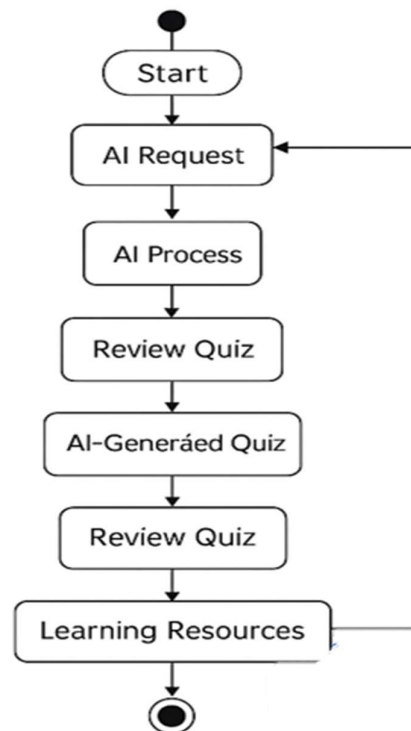 Start
AI Request
AI Process
Review Quiz
AI-Generáed Quiz
Review Quiz
Learning Resources